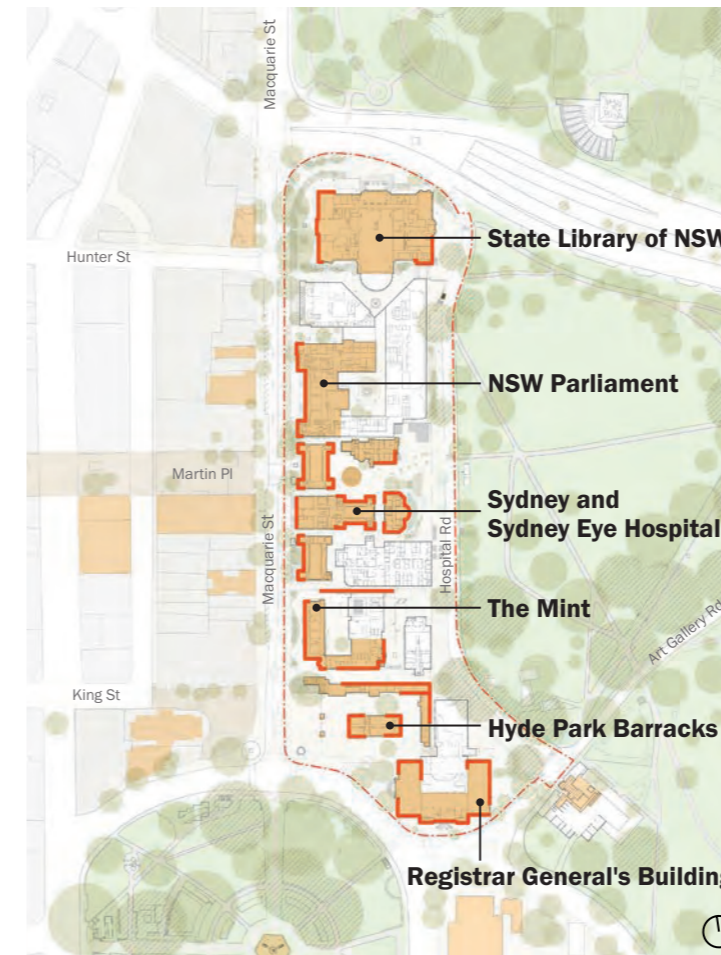 Macquarie St
State Library of NSW
Hunter St
NSW Parliament
Martin Pl
Sydney and
Sydney Eye Hospital
Macquarie St
Hospital Rd
The Mint
Art Gallery Rd
King St
Hyde Park Barracks
Registrar General's Building